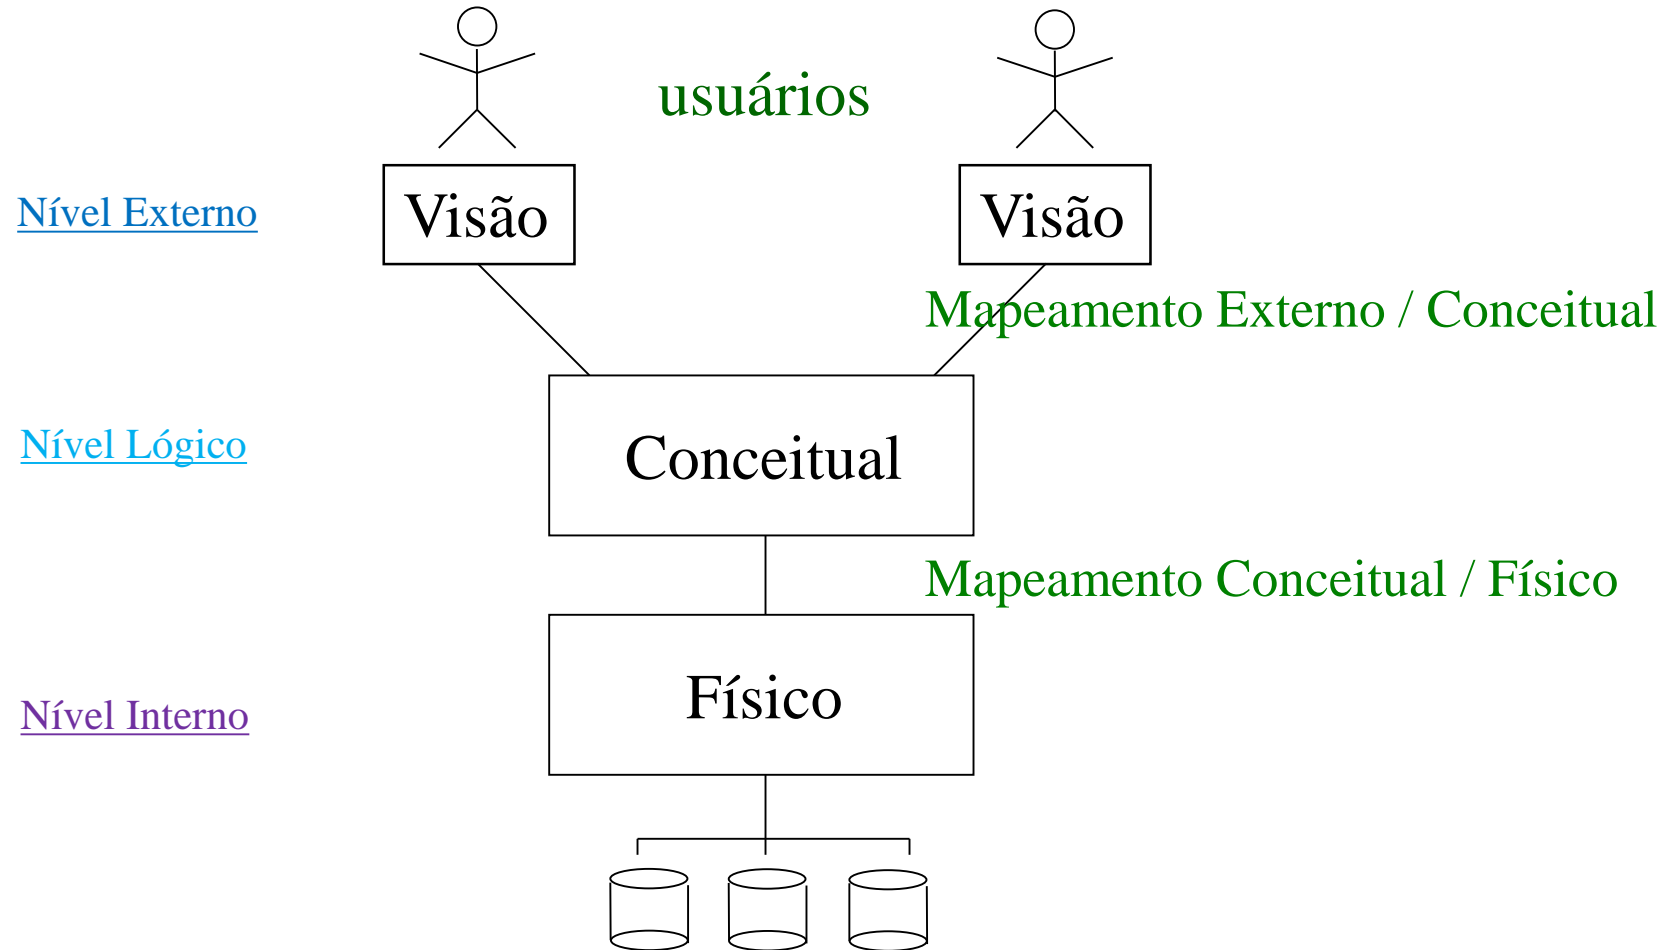 usuários
Nível Externo
Visão
Visão
Mapeamento Externo / Conceitual
Nível Lógico
Conceitual
Mapeamento Conceitual / Físico
Nível Interno
Físico